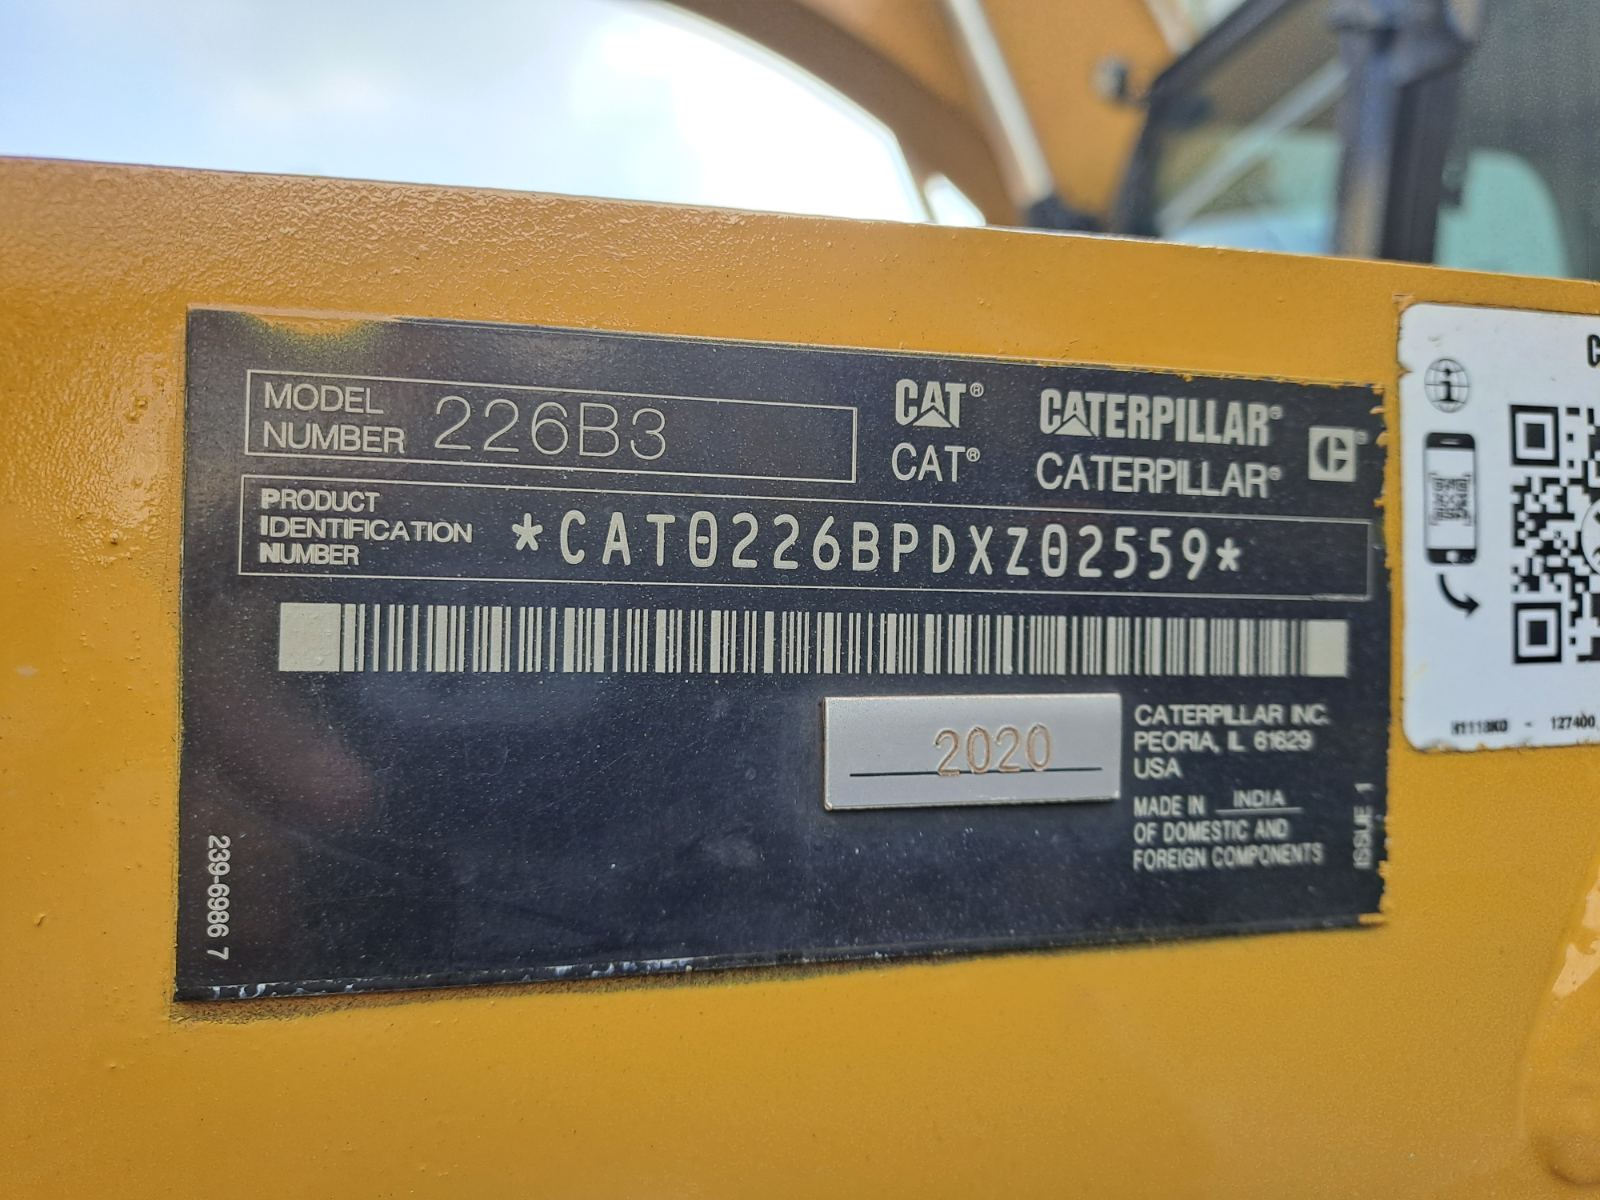 MODEL
NUMBER 226B3
CAT® CATERPILLAR®
CAT® CATERPILLAR®
PRODUCT
IDENTIFICATION
NUMBER
*CAT0226BPDXZ02559*
2020
CATERPILLAR INC.
PEORIA, IL 61629
USA
MADE IN INDIA
OF DOMESTIC AND
FOREIGN COMPONENTS
ISSUE 1
239-6986 7
127400